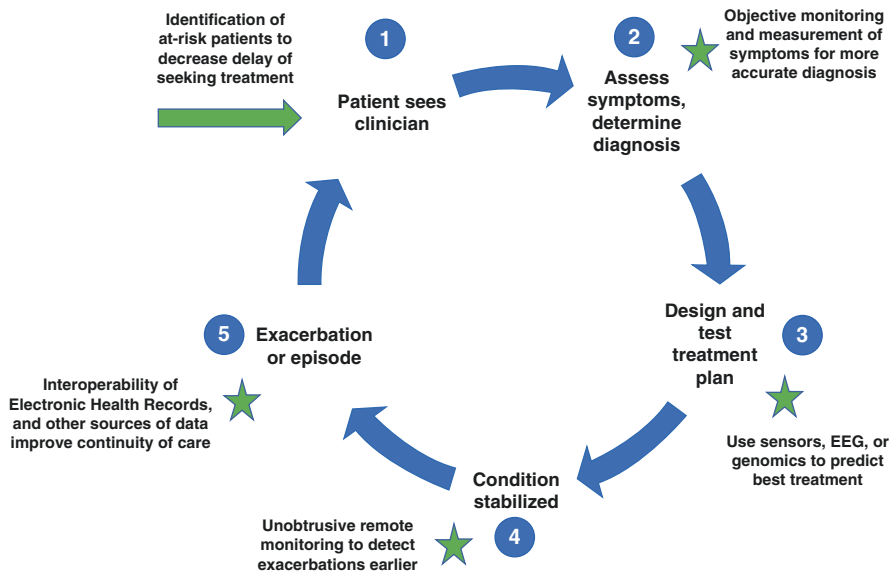 Identification of
at-risk patients to
decrease delay of
seeking treatment
1
Patient sees
clinician
2
Assess
symptoms,
determine
diagnosis
Objective monitoring
and measurement of
symptoms for more
accurate diagnosis
3
Design and
test
treatment
plan
Use sensors, EEG, or
genomics to predict
best treatment
Condition
stabilized
4
Unobtrusive remote
monitoring to detect
exacerbations earlier
5
Exacerbation
or episode
Interoperability of
Electronic Health Records,
and other sources of data
improve continuity of care